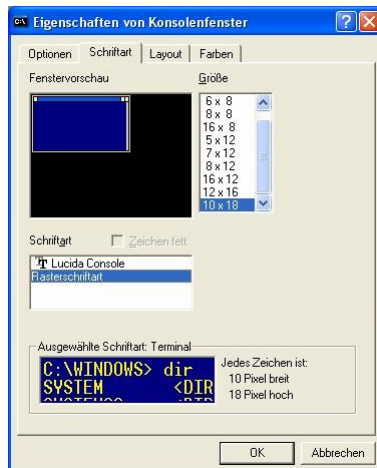 Eigenschaften von Konsolenfenster
Optionen Schriftart Layout Farben
Fenstervorschau
Größe
6 x 8
8 x 8
16 x 8
5 x 12
7 x 12
8 x 12
16 x 12
12 x 16
10 x 18
Schriftart
Zeichen fett
Lucida Console
Rasterschriftart
Ausgewählte Schriftart: Terminal
C:\WINDOWS> dir
SYSTEM <DIR
Jedes Zeichen ist:
10 Pixel breit
18 Pixel hoch
OK Abbrechen